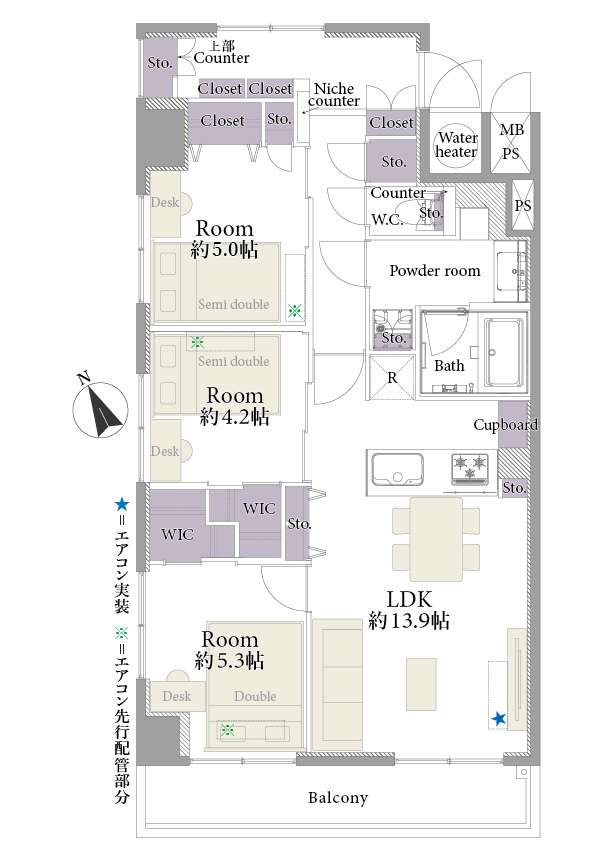 上部
Counter
Sto.
Closet
Closet
Niche
counter
Closet
Sto.
Closet
Water
heater
MB
PS
Sto.
Counter
Sto.
W.C.
PS
Desk
Room
約5.0帖
Semi double
Powder room
Sto.
Semi double
Room
約4.2帖
Desk
R
Bath
N
Cupboard
WIC
WIC
Sto.
Sto.
★=エアコン実装
※=エアコン先行配管部分
LDK
約13.9帖
Room
約5.3帖
Desk
Double
Balcony